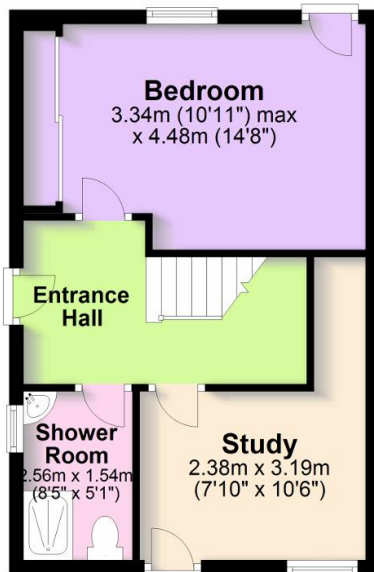 Bedroom
3.34m (10'11") max
x 4.48m (14'8")
Entrance
Hall
Shower
Room
2.56m x 1.54m
(8'5" x 5'1")
Study
2.38m x 3.19m
(7'10" x 10'6")